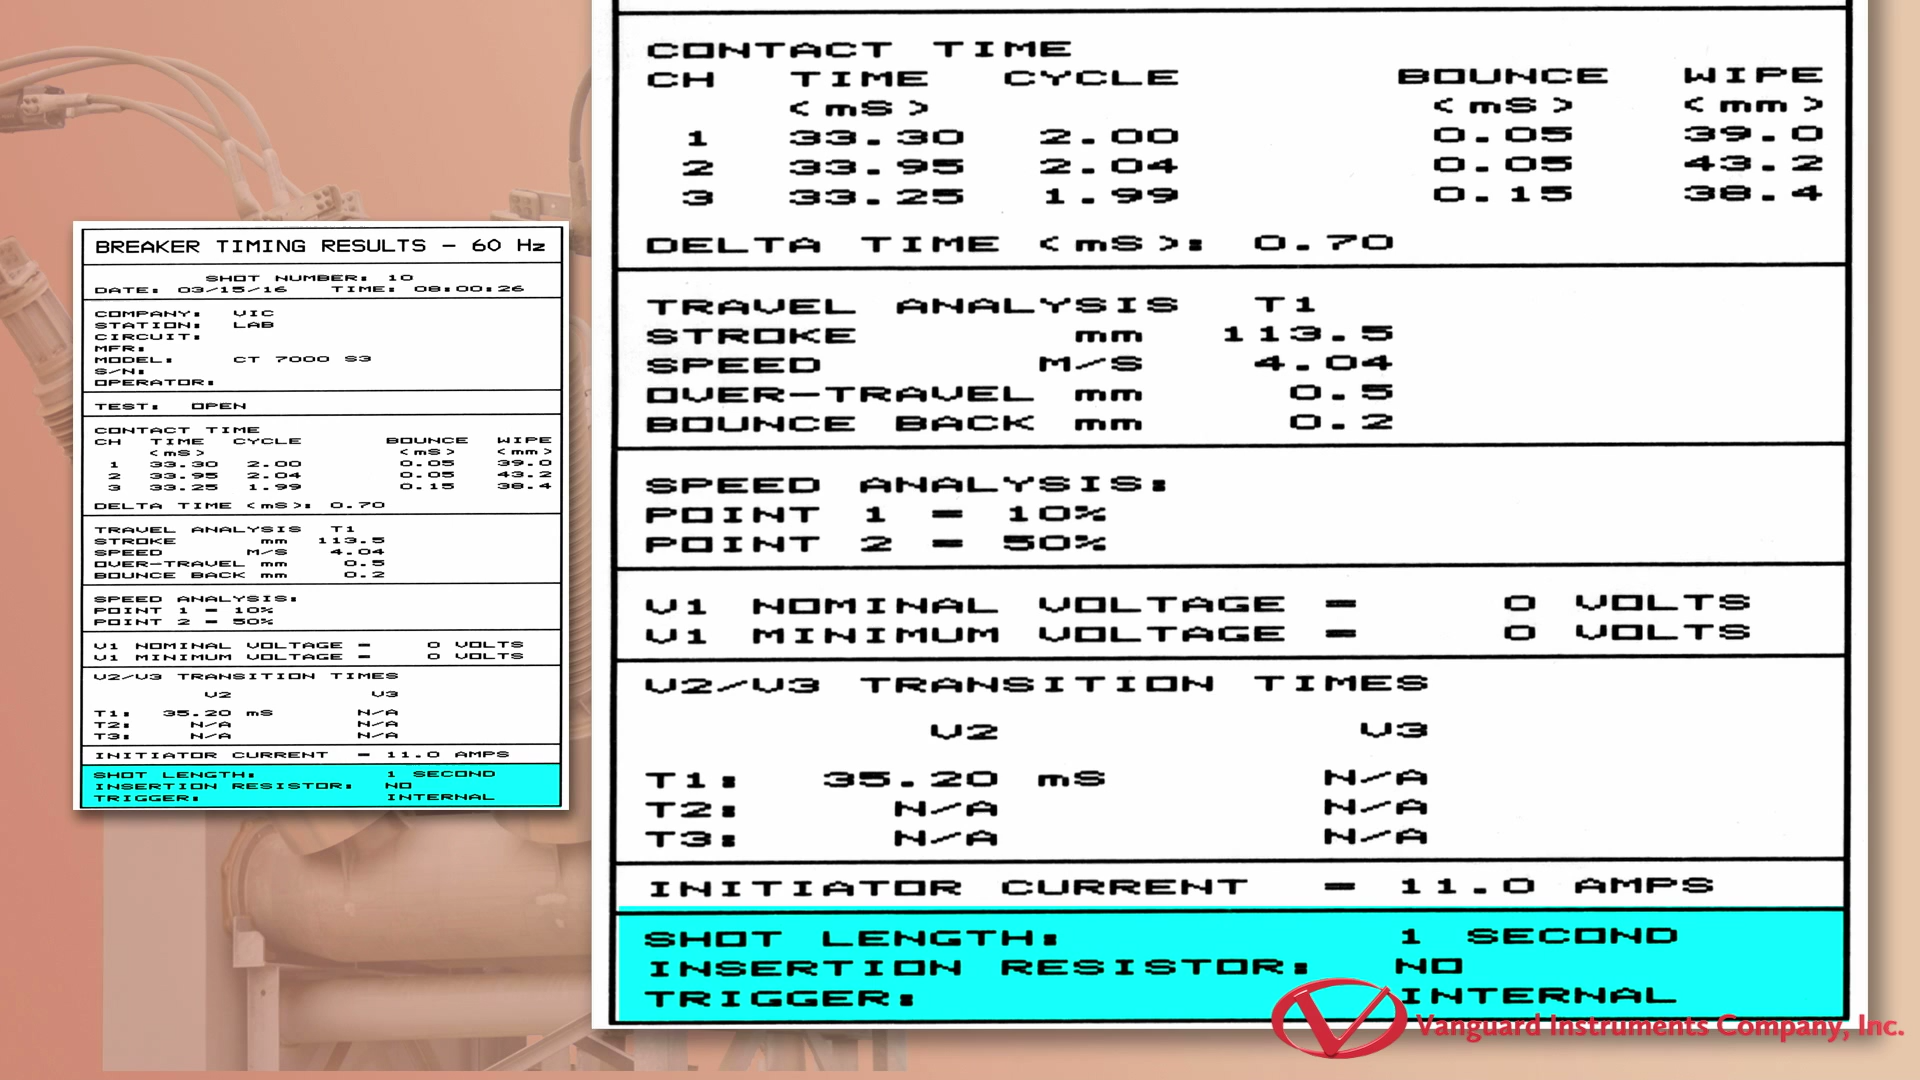 BREAKER TIMING RESULTS - 60 Hz
SHOT NUMBER: 10
DATE: 03/15/16 TIME: 08:00:26
COMPANY: VIC
STATION: LAB
CIRCUIT:
MFR:
MODEL: CT 7000 S3
S/N:
OPERATOR:
TEST: OPEN
CONTACT TIME
CH TIME CYCLE BOUNCE WIPE
<mS> <mS> <mm>
1 33.30 2.00 0.05 39.0
2 33.95 2.04 0.05 43.2
3 33.25 1.99 0.15 38.4
DELTA TIME <mS>: 0.70
TRAVEL ANALYSIS T1
STROKE mm 113.5
SPEED M/S 4.04
OVER-TRAVEL mm 0.5
BOUNCE BACK mm 0.2
SPEED ANALYSIS:
POINT 1 = 10%
POINT 2 = 50%
V1 NOMINAL VOLTAGE = 0 VOLTS
V1 MINIMUM VOLTAGE = 0 VOLTS
V2/V3 TRANSITION TIMES
V2 V3
T1: 35.20 mS N/A
T2: N/A N/A
T3: N/A N/A
INITIATOR CURRENT = 11.0 AMPS
SHOT LENGTH: 1 SECOND
INSERTION RESISTOR: NO
TRIGGER: INTERNAL
CONTACT TIME
CH TIME CYCLE BOUNCE WIPE
<mS> <mS> <mm>
1 33.30 2.00 0.05 39.0
2 33.95 2.04 0.05 43.2
3 33.25 1.99 0.15 38.4
DELTA TIME <mS>: 0.70
TRAVEL ANALYSIS T1
STROKE mm 113.5
SPEED M/S 4.04
OVER-TRAVEL mm 0.5
BOUNCE BACK mm 0.2
SPEED ANALYSIS:
POINT 1 = 10%
POINT 2 = 50%
V1 NOMINAL VOLTAGE = 0 VOLTS
V1 MINIMUM VOLTAGE = 0 VOLTS
V2/V3 TRANSITION TIMES
V2 V3
T1: 35.20 mS N/A
T2: N/A N/A
T3: N/A N/A
INITIATOR CURRENT = 11.0 AMPS
SHOT LENGTH: 1 SECOND
INSERTION RESISTOR: NO
TRIGGER: INTERNAL
Vanguard Instruments Company, Inc.